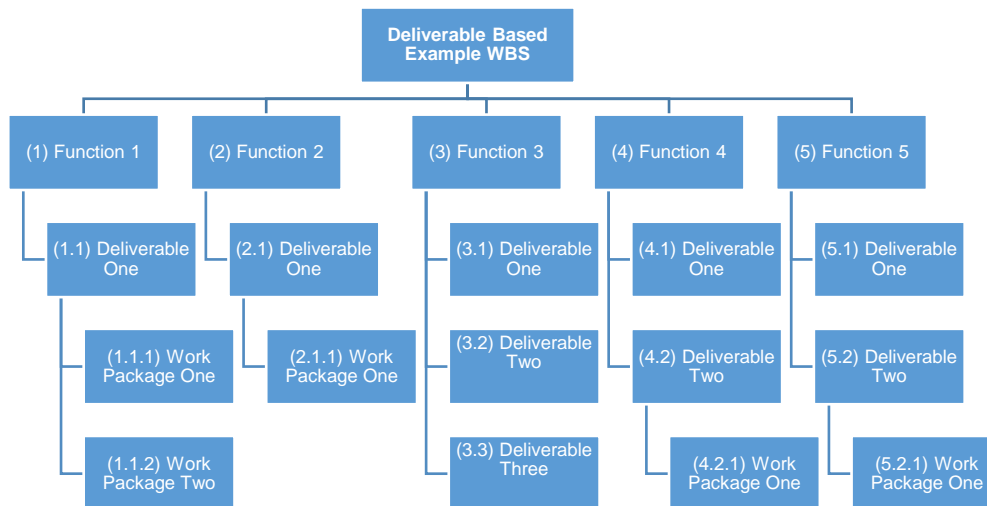 Deliverable Based
Example WBS
(1) Function 1
(2) Function 2
(3) Function 3
(4) Function 4
(5) Function 5
(1.1) Deliverable
One
(2.1) Deliverable
One
(3.1) Deliverable
One
(4.1) Deliverable
One
(5.1) Deliverable
One
(1.1.1) Work
Package One
(2.1.1) Work
Package One
(3.2) Deliverable
Two
(4.2) Deliverable
Two
(5.2) Deliverable
Two
(1.1.2) Work
Package Two
(3.3) Deliverable
Three
(4.2.1) Work
Package One
(5.2.1) Work
Package One